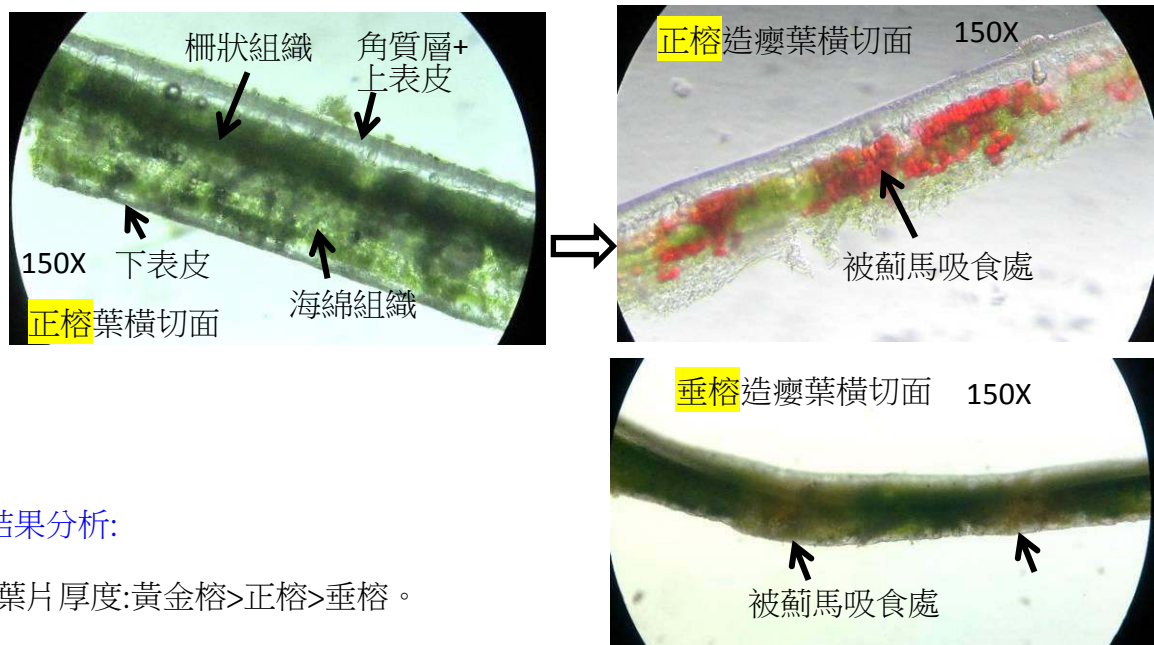 柵狀組織
角質層+
上表皮
150X
下表皮
海綿組織
正榕葉橫切面
正榕造癭葉橫切面 150X
被薊馬吸食處
垂榕造癭葉橫切面 150X
被薊馬吸食處
結果分析:
葉片厚度:黃金榕>正榕>垂榕。